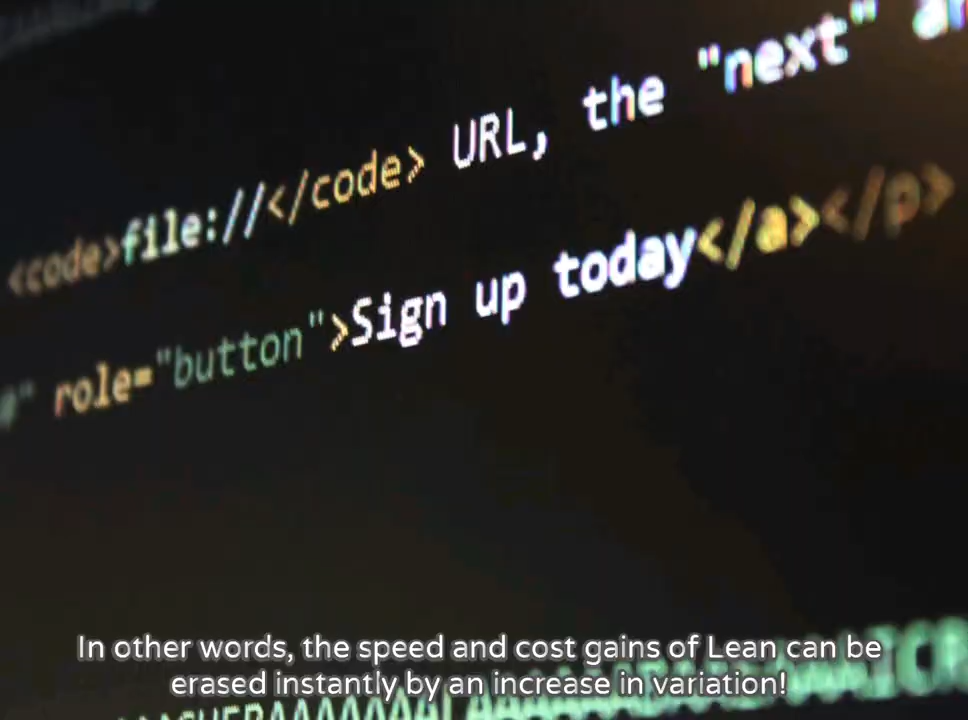 <code>file://</code> URL, the "next"
role="button">Sign up today</a></p>
In other words, the speed and cost gains of Lean can be
erased instantly by an increase in variation!